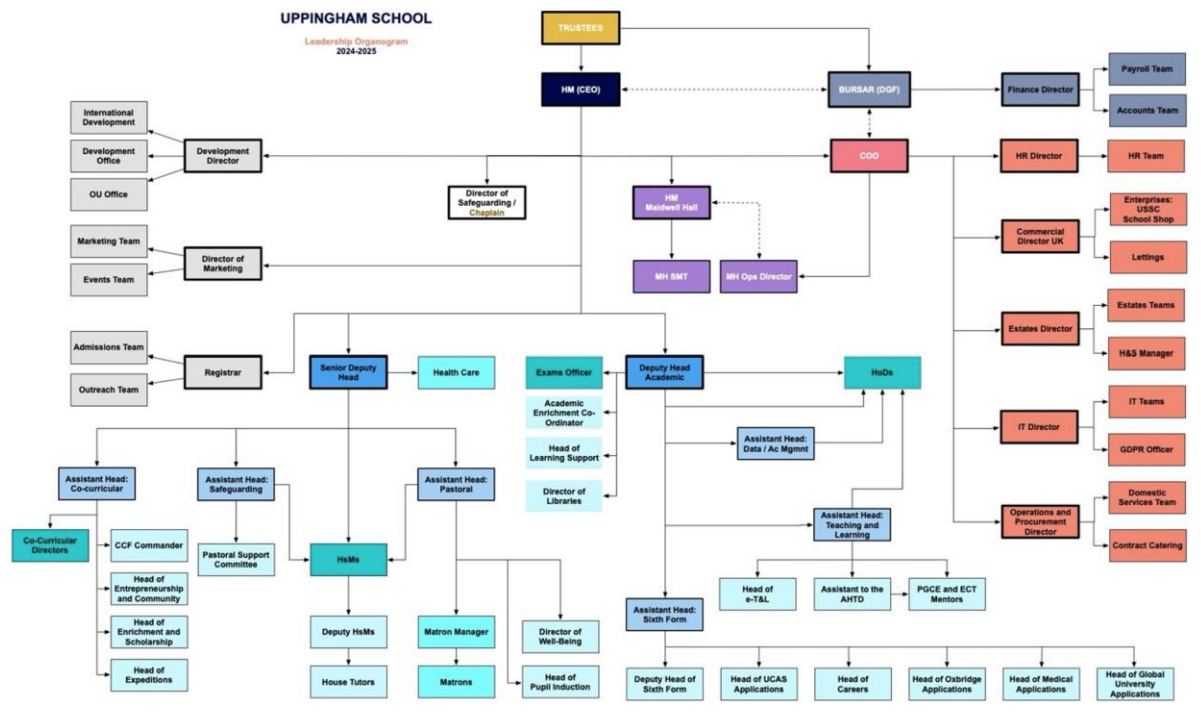 UPPINGHAM SCHOOL
Leadership Organogram
2024-2025
TRUSTEES
HM (CEO)
BURSAR (DGF)
Finance Director
Payroll Team
Accounts Team
International
Development
Development
Office
OU Office
Development
Director
COO
HR Director
HR Team
Director of
Safeguarding /
Chaplain
HM
Maidwell Hall
MH SMT
MH Ops Director
Commercial
Director UK
Enterprises:
USSC
School Shop
Lettings
Marketing Team
Events Team
Director of
Marketing
Estates Director
Estates Teams
H&S Manager
Admissions Team
Outreach Team
Registrar
Senior Deputy
Head
Health Care
Exams Officer
Deputy Head
Academic
HoDs
Academic
Enrichment Co-
Ordinator
Head of
Learning Support
Director of
Libraries
Assistant Head:
Data / Ac Mgmnt
IT Director
IT Teams
GDPR Officer
Assistant Head:
Co-curricular
Assistant Head:
Safeguarding
Assistant Head:
Pastoral
Assistant Head:
Teaching and
Learning
Operations and
Procurement
Director
Domestic
Services Team
Contract Catering
Co-Curricular
Directors
CCF Commander
Head of
Entrepreneurship
and Community
Head of
Enrichment and
Scholarship
Head of
Expeditions
Pastoral Support
Committee
HsMs
Deputy HsMs
House Tutors
Matron Manager
Matrons
Director of
Well-Being
Head of
Pupil Induction
Head of
e-T&L
Assistant to the
AHTD
PGCE and ECT
Mentors
Assistant Head:
Sixth Form
Deputy Head of
Sixth Form
Head of UCAS
Applications
Head of
Careers
Head of Oxbridge
Applications
Head of Medical
Applications
Head of Global
University
Applications